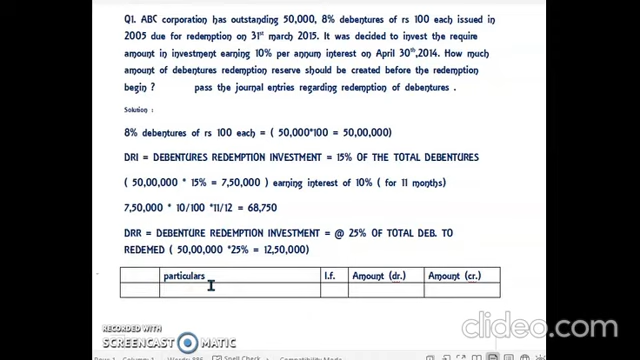 Q1. ABC corporation has outstanding 50,000, 8% debentures of rs 100 each issued in
2005 due for redemption on 31st march 2015. It was decided to invest the require
amount in investment earning 10% per annum interest on April 30th,2014. How much
amount of debentures redemption reserve should be created before the redemption
begin ? pass the journal entries regarding redemption of debentures .
Solution :
8% debentures of rs 100 each = ( 50,000*100 = 50,00,000)
DRI = DEBENTURES REDEMPTION INVESTMENT = 15% OF THE TOTAL DEBENTURES
( 50,00,000 * 15% = 7,50,000 ) earning interest of 10% ( for 11 months)
7,50,000 * 10/100 *11/12 = 68,750
DRR = DEBENTURE REDEMPTION INVESTMENT = @ 25% OF TOTAL DEB. TO
REDEMED ( 50,00,000 *25% = 12,50,000)
particulars l.f. Amount (dr.) Amount (cr.)
RECORDED WITH
SCREENCAST MATIC
clideo.com
Words: 886
Spell Check
Compatibility Mode